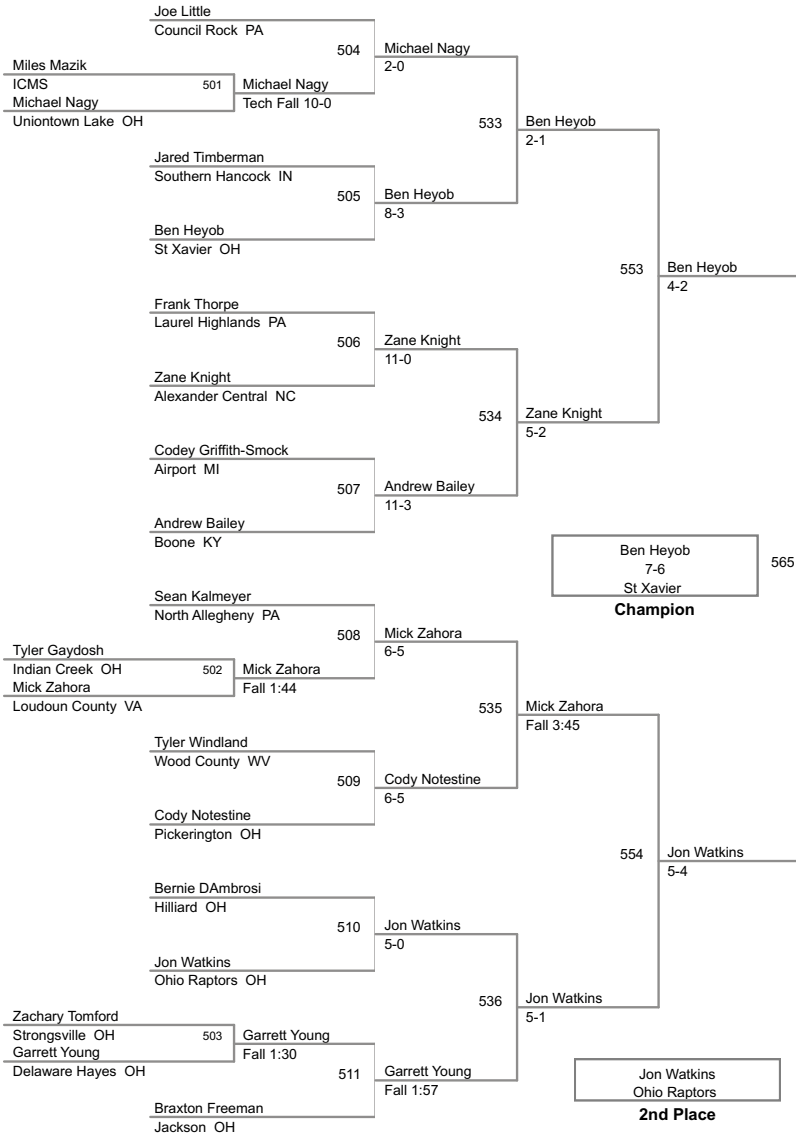 Joe Little
Council Rock PA
504
Michael Nagy
2-0
Miles Mazik
ICMS
501
Michael Nagy
Michael Nagy
Tech Fall 10-0
Uniontown Lake OH
533
Ben Heyob
2-1
Jared Timberman
Southern Hancock IN
505
Ben Heyob
8-3
Ben Heyob
St Xavier OH
553
Ben Heyob
4-2
Frank Thorpe
Laurel Highlands PA
506
Zane Knight
11-0
Zane Knight
Alexander Central NC
534
Zane Knight
5-2
Codey Griffith-Smock
Airport MI
507
Andrew Bailey
11-3
Andrew Bailey
Boone KY
Ben Heyob
7-6
St Xavier
565
Champion
Sean Kalmeyer
North Allegheny PA
508
Mick Zahora
6-5
Tyler Gaydosh
Indian Creek OH
502
Mick Zahora
Mick Zahora
Fall 1:44
Loudoun County VA
535
Mick Zahora
Fall 3:45
Tyler Windland
Wood County WV
509
Cody Notestine
6-5
Cody Notestine
Pickerington OH
554
Jon Watkins
5-4
Bernie DAmbrosi
Hilliard OH
510
Jon Watkins
5-0
Jon Watkins
Ohio Raptors OH
536
Jon Watkins
5-1
Zachary Tomford
Strongsville OH
503
Garrett Young
Garrett Young
Fall 1:30
Delaware Hayes OH
511
Garrett Young
Fall 1:57
Braxton Freeman
Jackson OH
Jon Watkins
Ohio Raptors
2nd Place